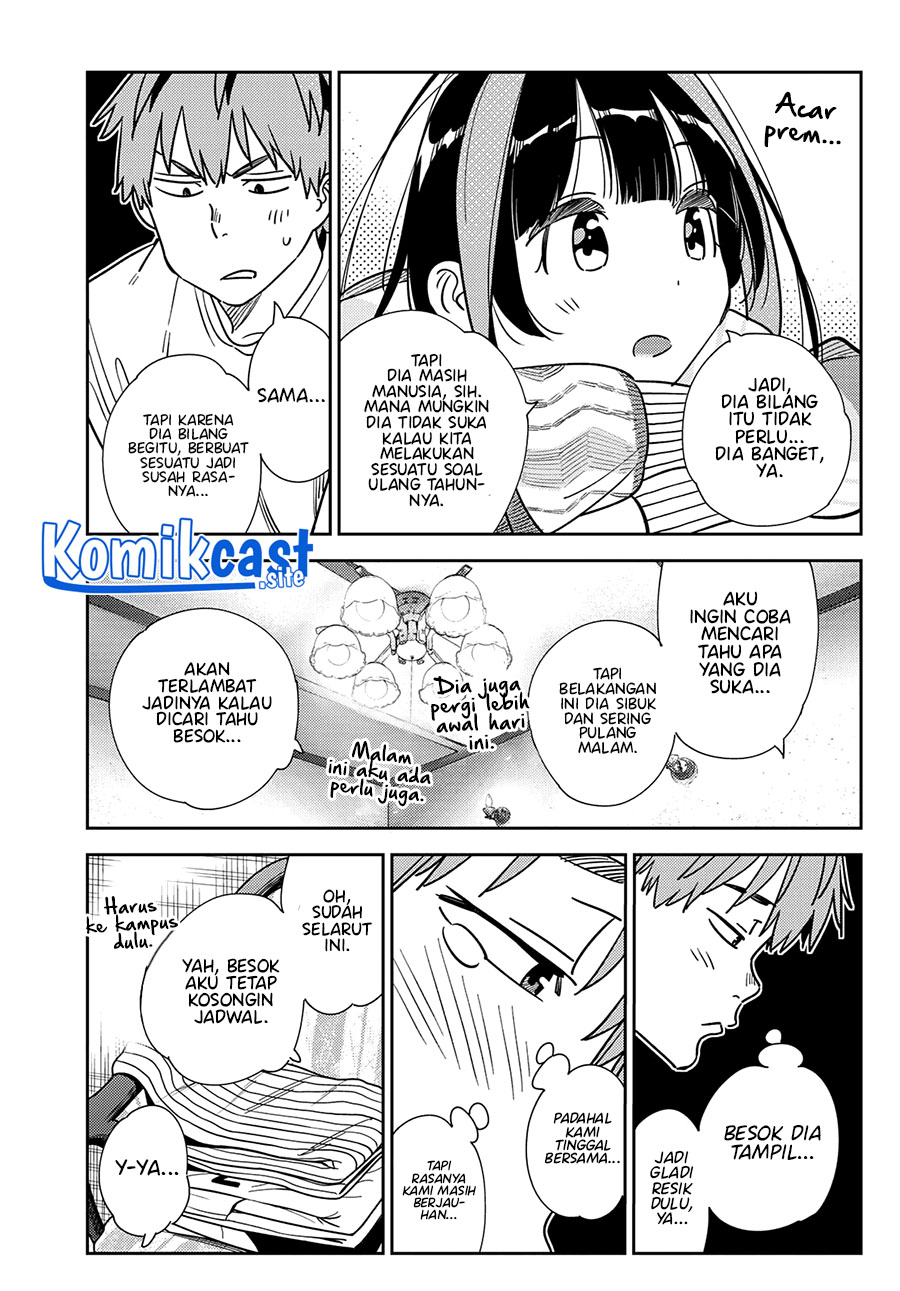 Acar
prem...
JADI,
DIA BILANG
ITU TIDAK
PERLU...
DIA BANGET,
YA.
TAPI
DIA MASIH
MANUSIA, SIH.
MANA MUNGKIN
DIA TIDAK SUKA
KALAU KITA
MELAKUKAN
SESUATU SOAL
ULANG TAHUN-
NYA.
SAMA...
TAPI KARENA
DIA BILANG
BEGITU, BERBUAT
SESUATU JADI
SUSAH RASA-
NYA...
Komikcast
.site
AKU
INGIN COBA
MENCARI
TAHU APA
YANG DIA
SUKA...
TAPI
BELAKANGAN
INI DIA SIBUK
DAN SERING
PULANG
MALAM.
Dia juga
pergi lebih
awal hari
ini.
Malam
ini aku ada
perlu juga.
AKAN
TERLAMBAT
JADINYA KALAU
DICARI TAHU
BESOK...
BESOK DIA
TAMPIL...
JADI
GLADI
RESIK
DULU,
YA...
PADAHAL
KAMI
TINGGAL
BERSAMA...
TAPI
RASANYA
KAMI MASIH
BERJAU-
HAN...
OH,
SUDAH
SELARUT
INI.
YAH, BESOK
AKU TETAP
KOSONGIN
JADWAL.
Harus
ke kampus
dulu.
Y-YA...